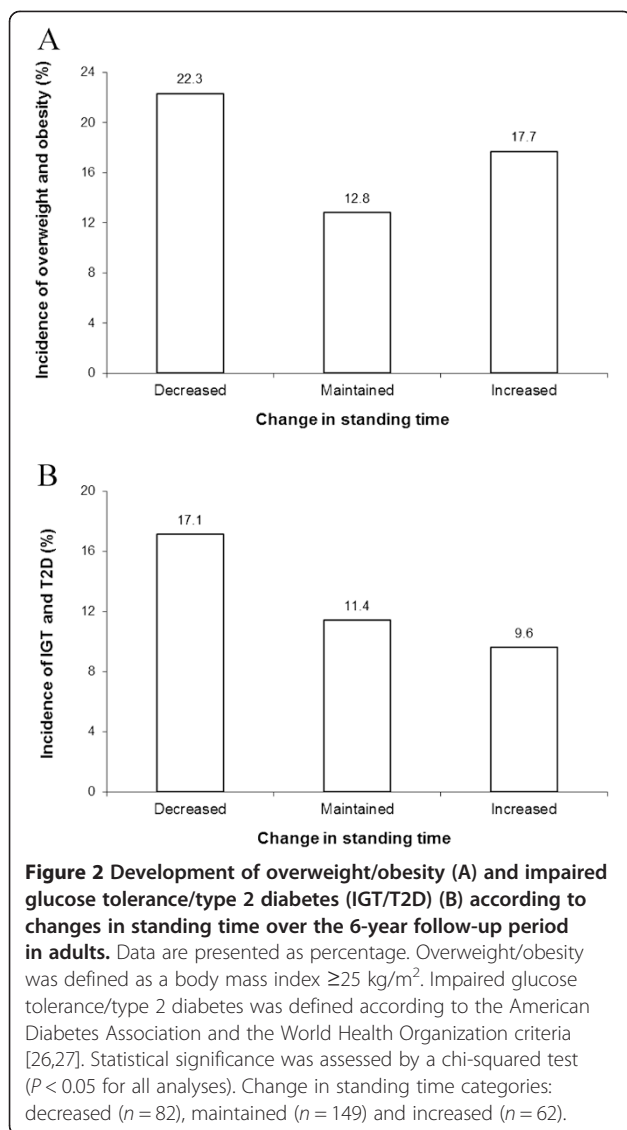 A
Incidence of overweight and obesity (%)
24
20
16
12
8
4
0
22.3
12.8
17.7
Decreased Maintained Increased
Change in standing time
B
Incidence of IGT and T2D (%)
20
16
12
8
4
0
17.1
11.4
9.6
Decreased Maintained Increased
Change in standing time
Figure 2 Development of overweight/obesity (A) and impaired
glucose tolerance/type 2 diabetes (IGT/T2D) (B) according to
changes in standing time over the 6-year follow-up period
in adults. Data are presented as percentage. Overweight/obesity
was defined as a body mass index ≥25 kg/m². Impaired glucose
tolerance/type 2 diabetes was defined according to the American
Diabetes Association and the World Health Organization criteria
[26,27]. Statistical significance was assessed by a chi-squared test
(P < 0.05 for all analyses). Change in standing time categories:
decreased (n = 82), maintained (n = 149) and increased (n = 62).